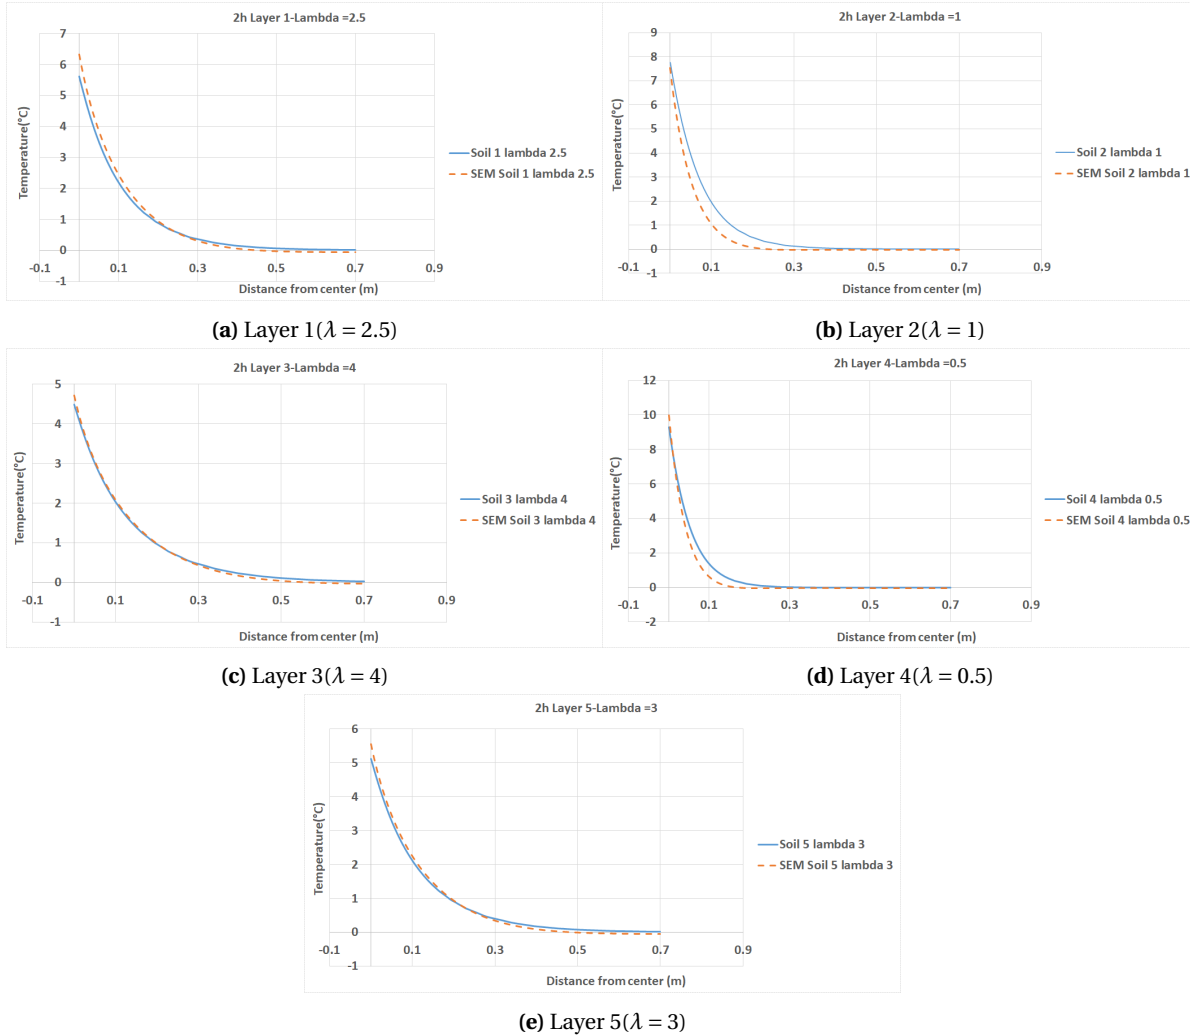 2h Layer 1-Lambda =2.5
7
6
5
4
3
2
1
0
-1
-0.1 0.1 0.3 0.5 0.7 0.9
Temperature(°C)
Distance from center (m)
Soil 1 lambda 2.5
SEM Soil 1 lambda 2.5
(a) Layer 1(λ = 2.5)
2h Layer 2-Lambda =1
9
8
7
6
5
4
3
2
1
0
-1
-0.1 0.1 0.3 0.5 0.7 0.9
Temperature(°C)
Distance from center (m)
Soil 2 lambda 1
SEM Soil 2 lambda 1
(b) Layer 2(λ = 1)
2h Layer 3-Lambda =4
5
4
3
2
1
0
-1
-0.1 0.1 0.3 0.5 0.7 0.9
Temperature(°C)
Distance from center (m)
Soil 3 lambda 4
SEM Soil 3 lambda 4
(c) Layer 3(λ = 4)
2h Layer 4-Lambda =0.5
12
10
8
6
4
2
0
-2
-0.1 0.1 0.3 0.5 0.7 0.9
Temperature(°C)
Distance from center (m)
Soil 4 lambda 0.5
SEM Soil 4 lambda 0.5
(d) Layer 4(λ = 0.5)
2h Layer 5-Lambda =3
6
5
4
3
2
1
0
-1
-0.1 0.1 0.3 0.5 0.7 0.9
Temperature(°C)
Distance from center (m)
Soil 5 lambda 3
SEM Soil 5 lambda 3
(e) Layer 5(λ = 3)